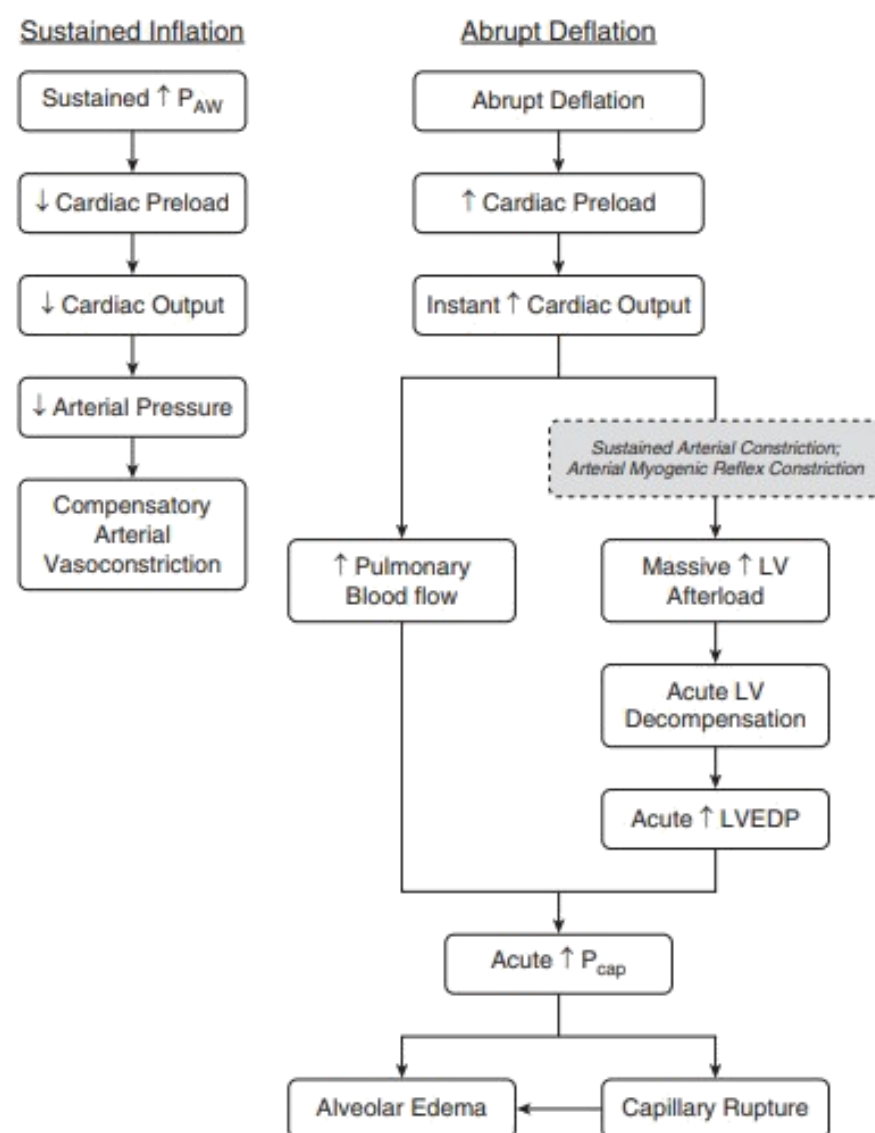 Sustained Inflation
Sustained ↑ P_AW
↓ Cardiac Preload
↓ Cardiac Output
↓ Arterial Pressure
Compensatory
Arterial
Vasoconstriction
Abrupt Deflation
Abrupt Deflation
↑ Cardiac Preload
Instant ↑ Cardiac Output
↑ Pulmonary
Blood flow
Sustained Arterial Constriction;
Arterial Myogenic Reflex Constriction
Massive ↑ LV
Afterload
Acute LV
Decompensation
Acute ↑ LVEDP
Acute ↑ P_cap
Alveolar Edema
Capillary Rupture